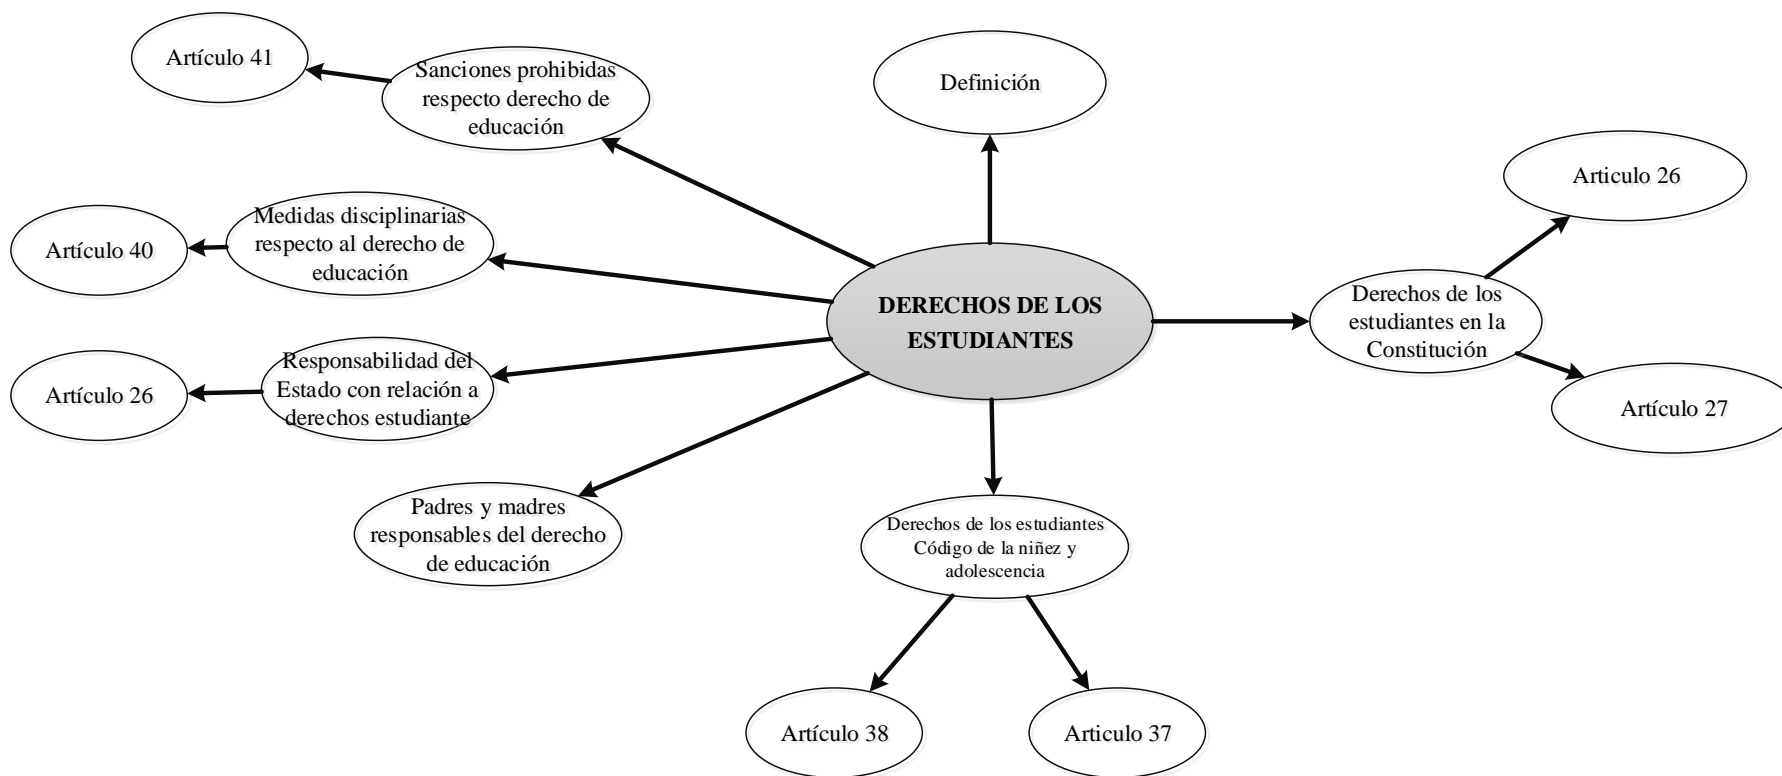 Artículo 41
Sanciones prohibidas
respecto derecho de
educación
Definición
Articulo 26
Medidas disciplinarias
respecto al derecho de
educación
Artículo 40
DERECHOS DE LOS
ESTUDIANTES
Derechos de los
estudiantes en la
Constitución
Responsabilidad del
Estado con relación a
derechos estudiante
Artículo 26
Artículo 27
Padres y madres
responsables del derecho
de educación
Derechos de los estudiantes
Código de la niñez y
adolescencia
Artículo 38
Articulo 37